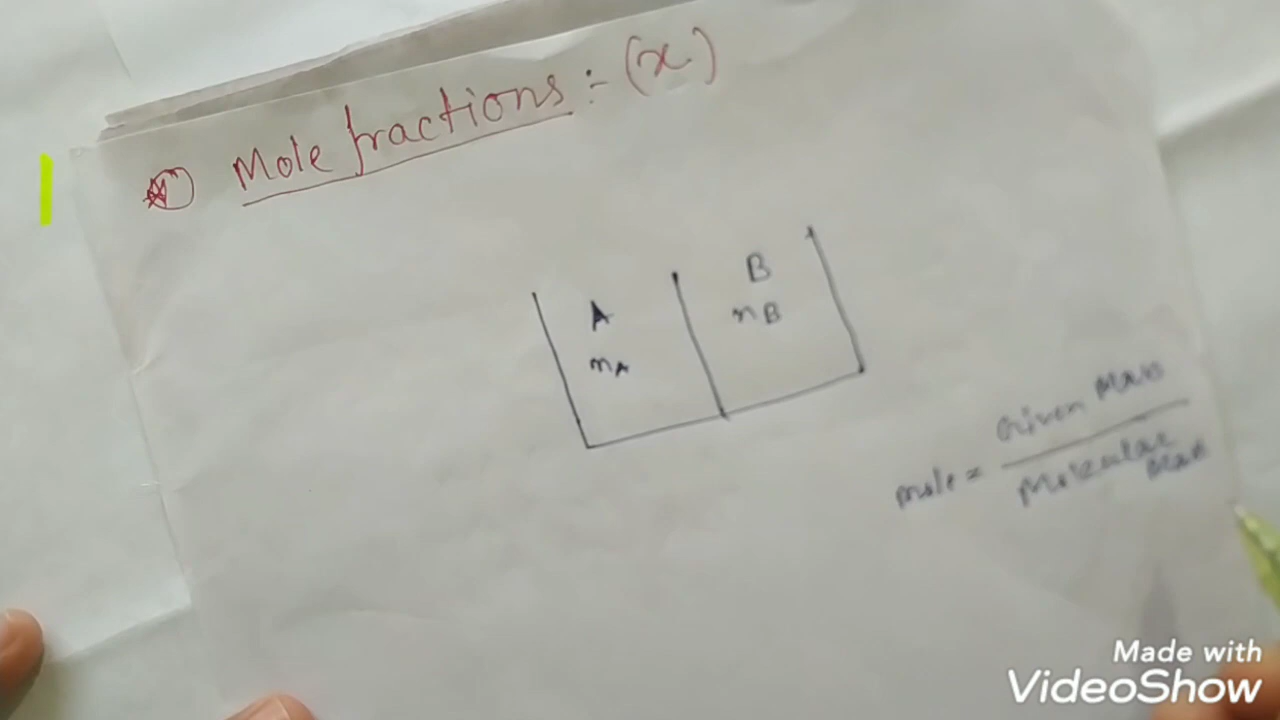 Mole fractions :- (x)
A
B
nA
nB
mole = Given Mass
Molecular
Mass
Made with
VideoShow